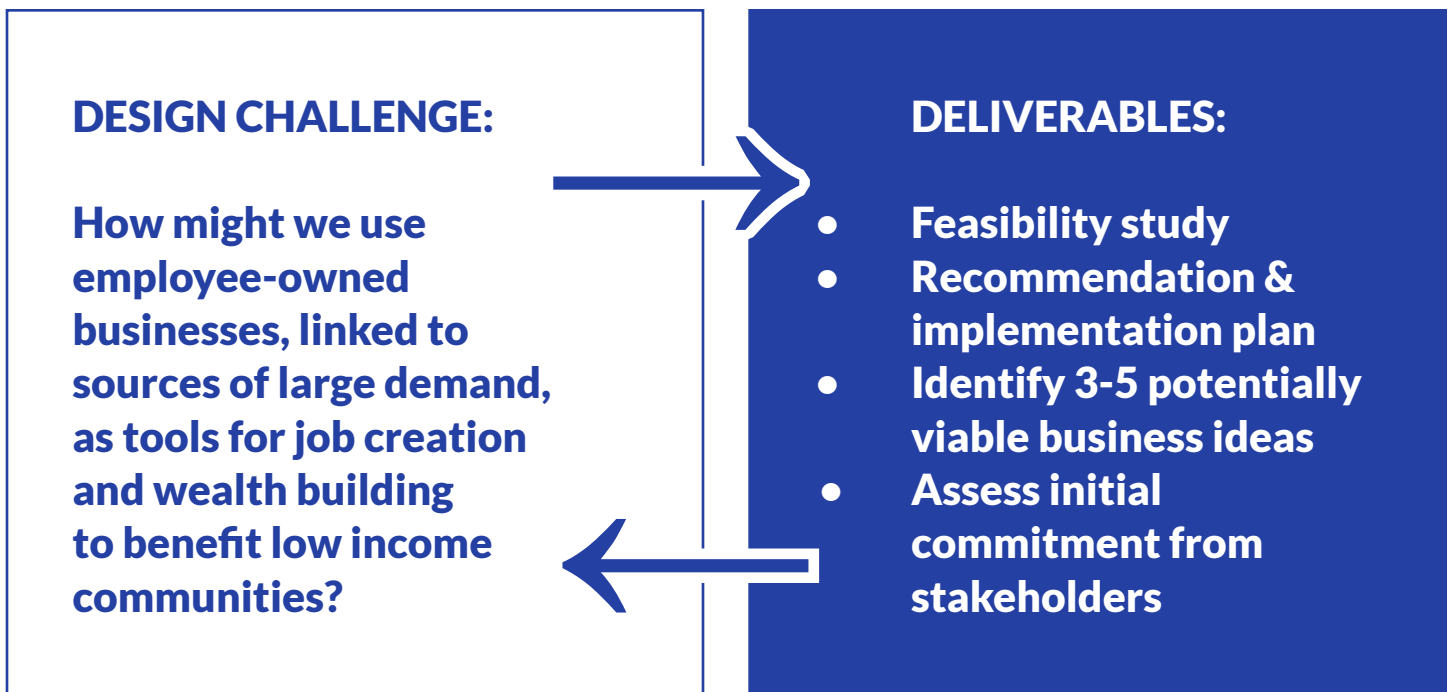 DESIGN CHALLENGE:
How might we use
employee-owned
businesses, linked to
sources of large demand,
as tools for job creation
and wealth building
to benefit low income
communities?
DELIVERABLES:
● Feasibility study
● Recommendation &
implementation plan
● Identify 3-5 potentially
viable business ideas
● Assess initial
commitment from
stakeholders